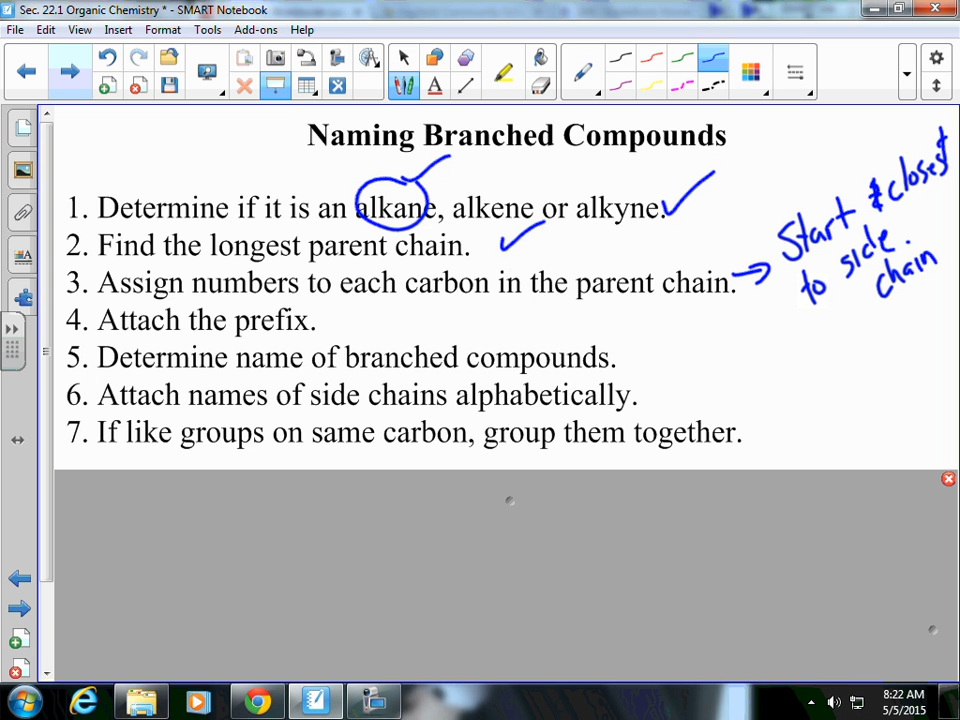 Sec. 22.1 Organic Chemistry * - SMART Notebook
File Edit View Insert Format Tools Add-ons Help
Naming Branched Compounds
1. Determine if it is an alkane, alkene or alkyne.
2. Find the longest parent chain.
3. Assign numbers to each carbon in the parent chain.
Start closest
to side
chain
4. Attach the prefix.
5. Determine name of branched compounds.
6. Attach names of side chains alphabetically.
7. If like groups on same carbon, group them together.
8:22 AM
5/5/2015